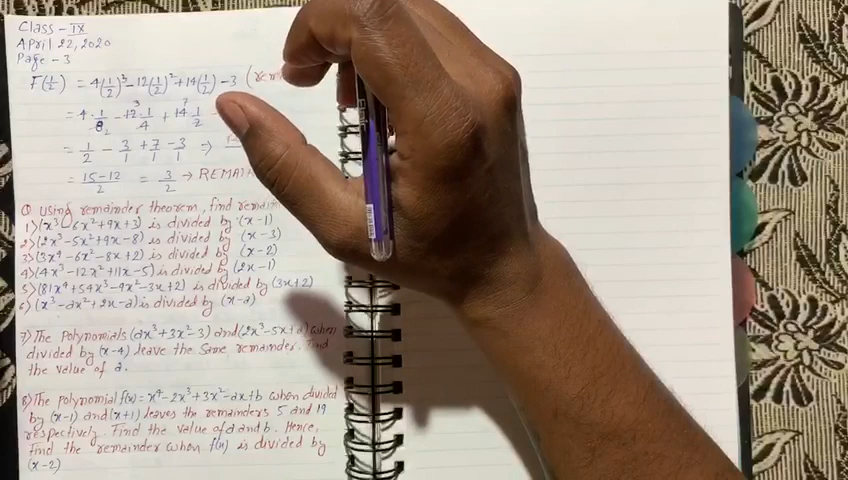 Class - IX
April 22, 2020
Page - 3
F(1/2) = 4(1/2)³ - 12(1/2)² + 14(1/2) - 3 (rem
= 4·1/8 - 12·1/4 + 14·1/2
= 1/2 - 3/1 + 7/1 - 3/1 ⇒
= 15-12/2 = 3/2 → REMAI
Using remainder theorem, find remain
1> (x³ - 6x² + 9x + 3) is divided by (x-1)
2> (2x³ - 5x² + 9x - 8) is divided by (x-3)
3> (3x⁴ - 6x² - 8x + 2) is divided by (x-2)
4> (4x³ - 12x² + 11x - 5) is divided by (2x-1)
5> (81x⁴ + 54x³ - 9x² - 3x + 2) is divided by (3x+2)
6> (x³ - ax² + 2x - a) is divided by (x-a)
7> The Polynomials (ax³ + 3x² - 3) and (2x³ - 5x + a) when
divided by (x-4) leave the Same remainder. Find
the value of a.
8> The polynomial f(x) = x⁴ - 2x³ + 3x² - ax + b when divided
by (x-1) and (x+1) leaves the remainders 5 and 19
respectively. Find the value of a and b. Hence,
Find the remainder when f(x) is divided by
(x-2)